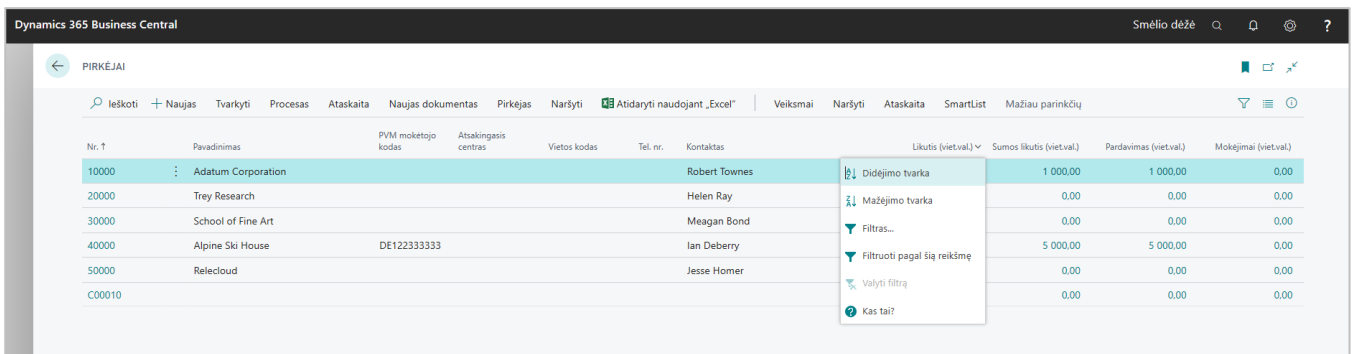 Dynamics 365 Business Central Smėlio dėžė ?
PIRKĖJAI
Ieškoti Naujas Tvarkyti Procesas Ataskaita Naujas dokumentas Pirkėjas Naršyti Atidaryti naudojant „Excel“ Veiksmai Naršyti Ataskaita SmartList Mažiau parinkčių
Nr. ↑ Pavadinimas PVM mokėtojo kodas Atsakingasis centras Vietos kodas Tel. nr. Kontaktas Likutis (viet.val.) Sumos likutis (viet.val.) Pardavimas (viet.val.) Mokėjimai (viet.val.)
10000 Adatum Corporation Robert Townes 1 000,00 1 000,00 0,00
20000 Trey Research Helen Ray 0,00 0,00 0,00
30000 School of Fine Art Meagan Bond 0,00 0,00 0,00
40000 Alpine Ski House DE122333333 Ian Deberry 5 000,00 5 000,00 0,00
50000 Relecloud Jesse Homer 0,00 0,00 0,00
C00010 0,00 0,00 0,00
Didėjimo tvarka
Mažėjimo tvarka
Filtras...
Filtruoti pagal šią reikšmę
Valyti filtrą
Kas tai?